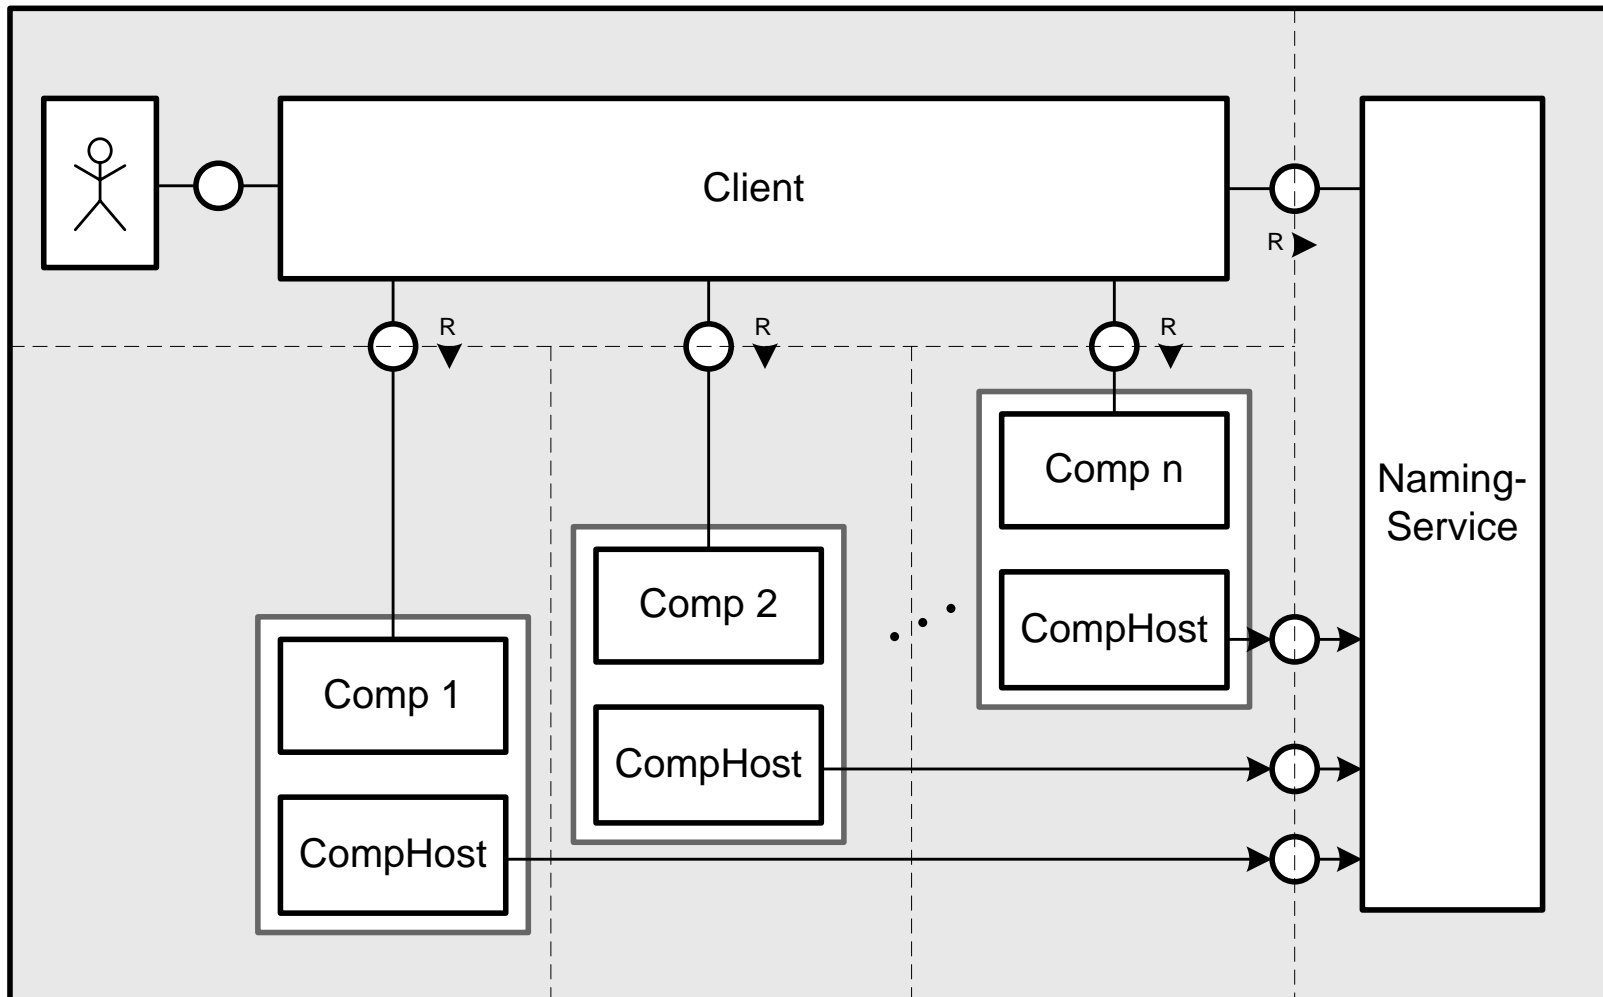 Client
R
R
R
R
Comp n
Naming-
Service
Comp 2
CompHost
Comp 1
CompHost
CompHost